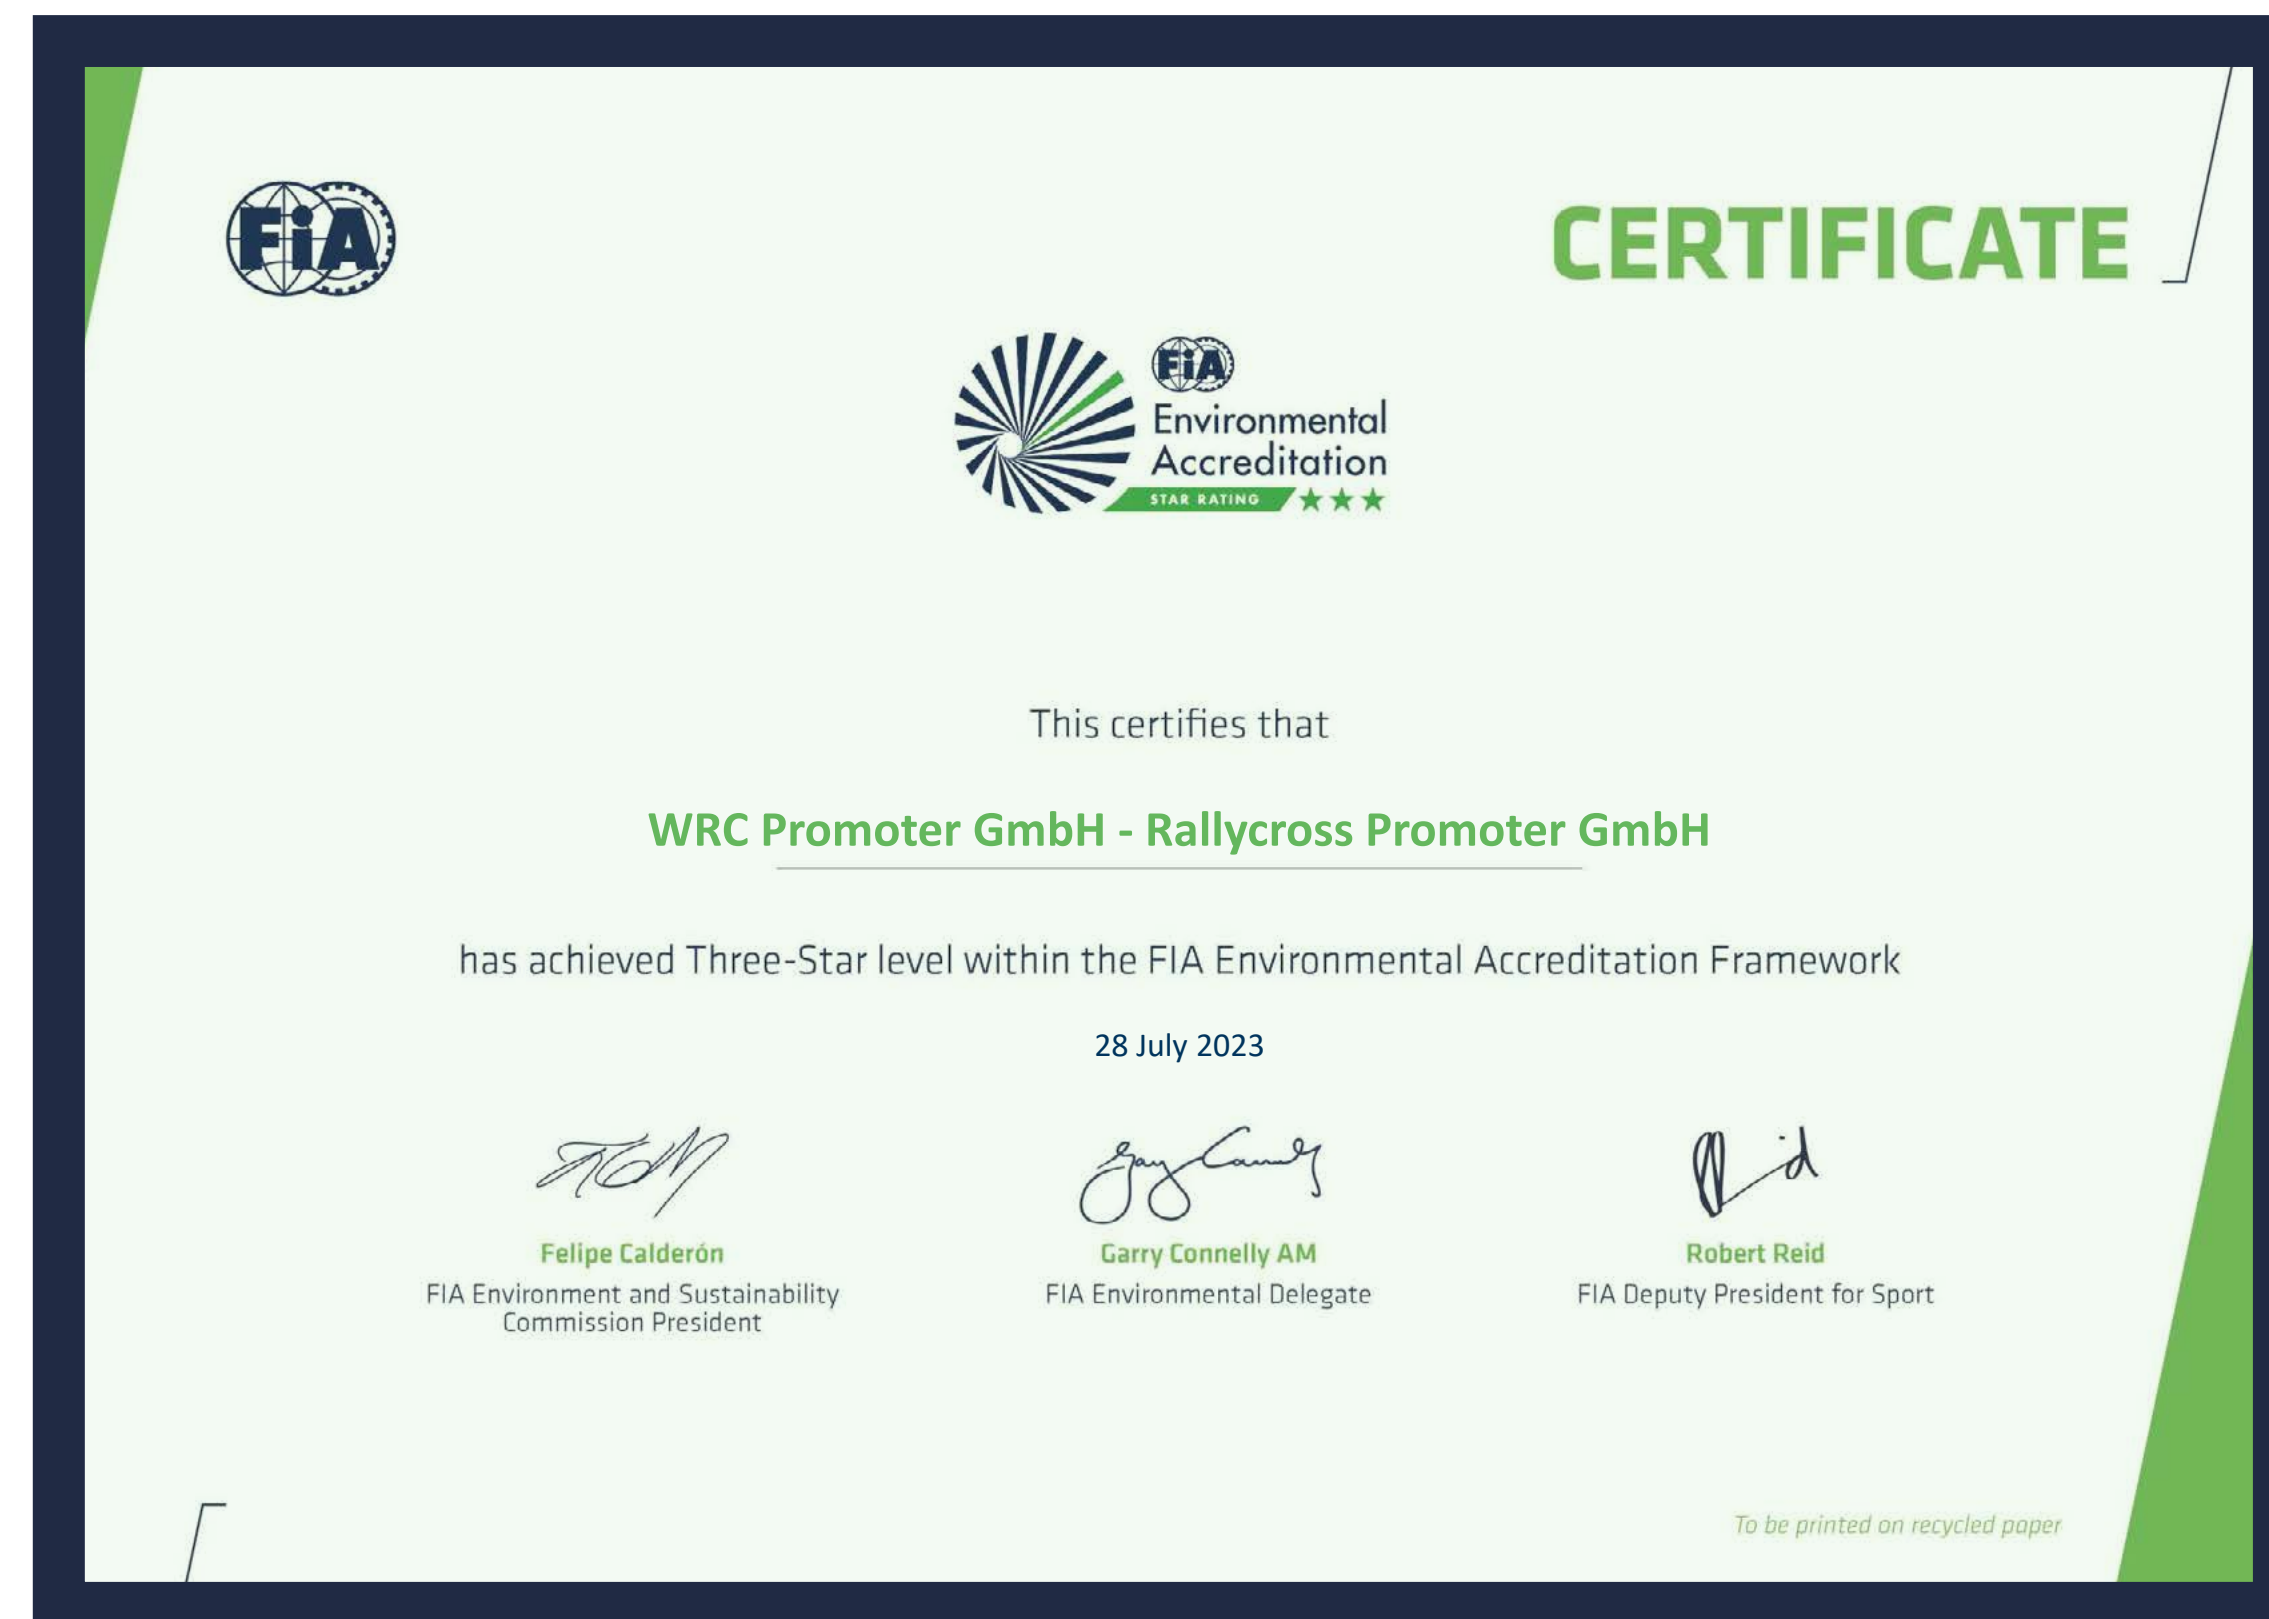 FiA
CERTIFICATE
FiA
Environmental
Accreditation
STAR RATING
This certifies that
WRC Promoter GmbH - Rallycross Promoter GmbH
has achieved Three-Star level within the FIA Environmental Accreditation Framework
28 July 2023
Felipe Calderón
FIA Environment and Sustainability
Commission President
Garry Connelly AM
FIA Environmental Delegate
Robert Reid
FIA Deputy President for Sport
To be printed on recycled paper